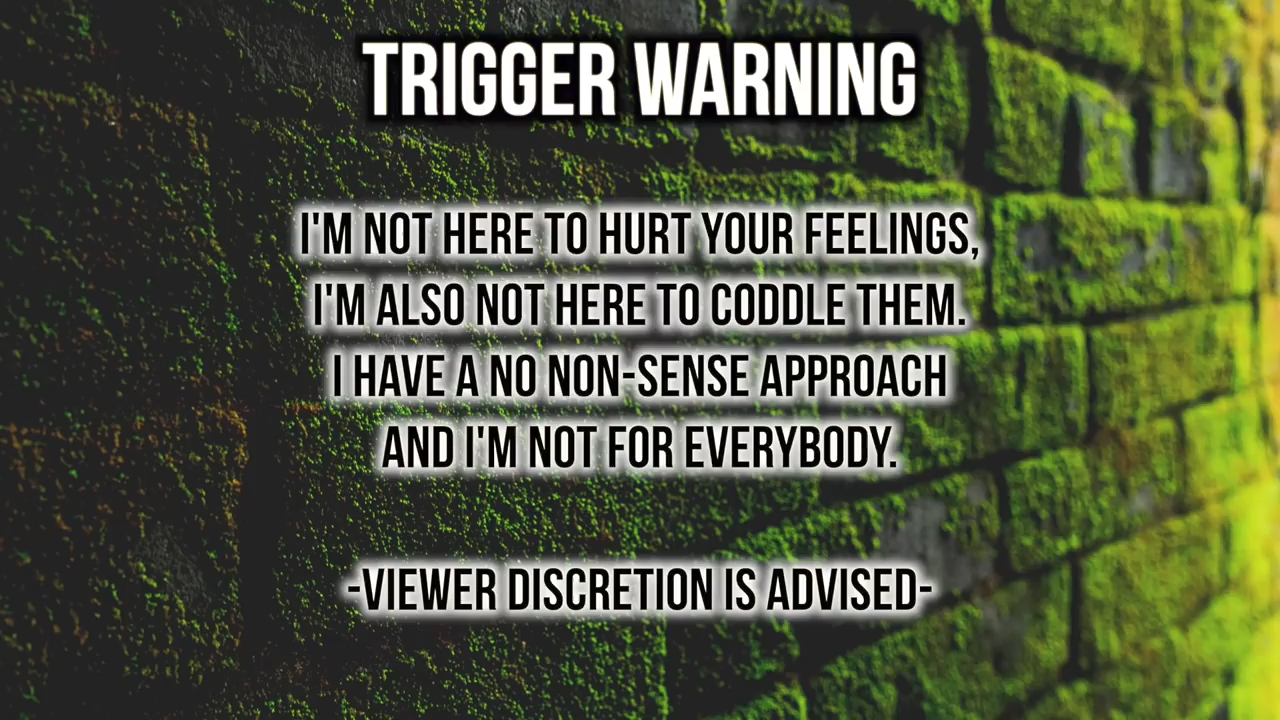 TRIGGER WARNING
I'M NOT HERE TO HURT YOUR FEELINGS,
I'M ALSO NOT HERE TO CODDLE THEM.
I HAVE A NO NON-SENSE APPROACH
AND I'M NOT FOR EVERYBODY.
-VIEWER DISCRETION IS ADVISED-